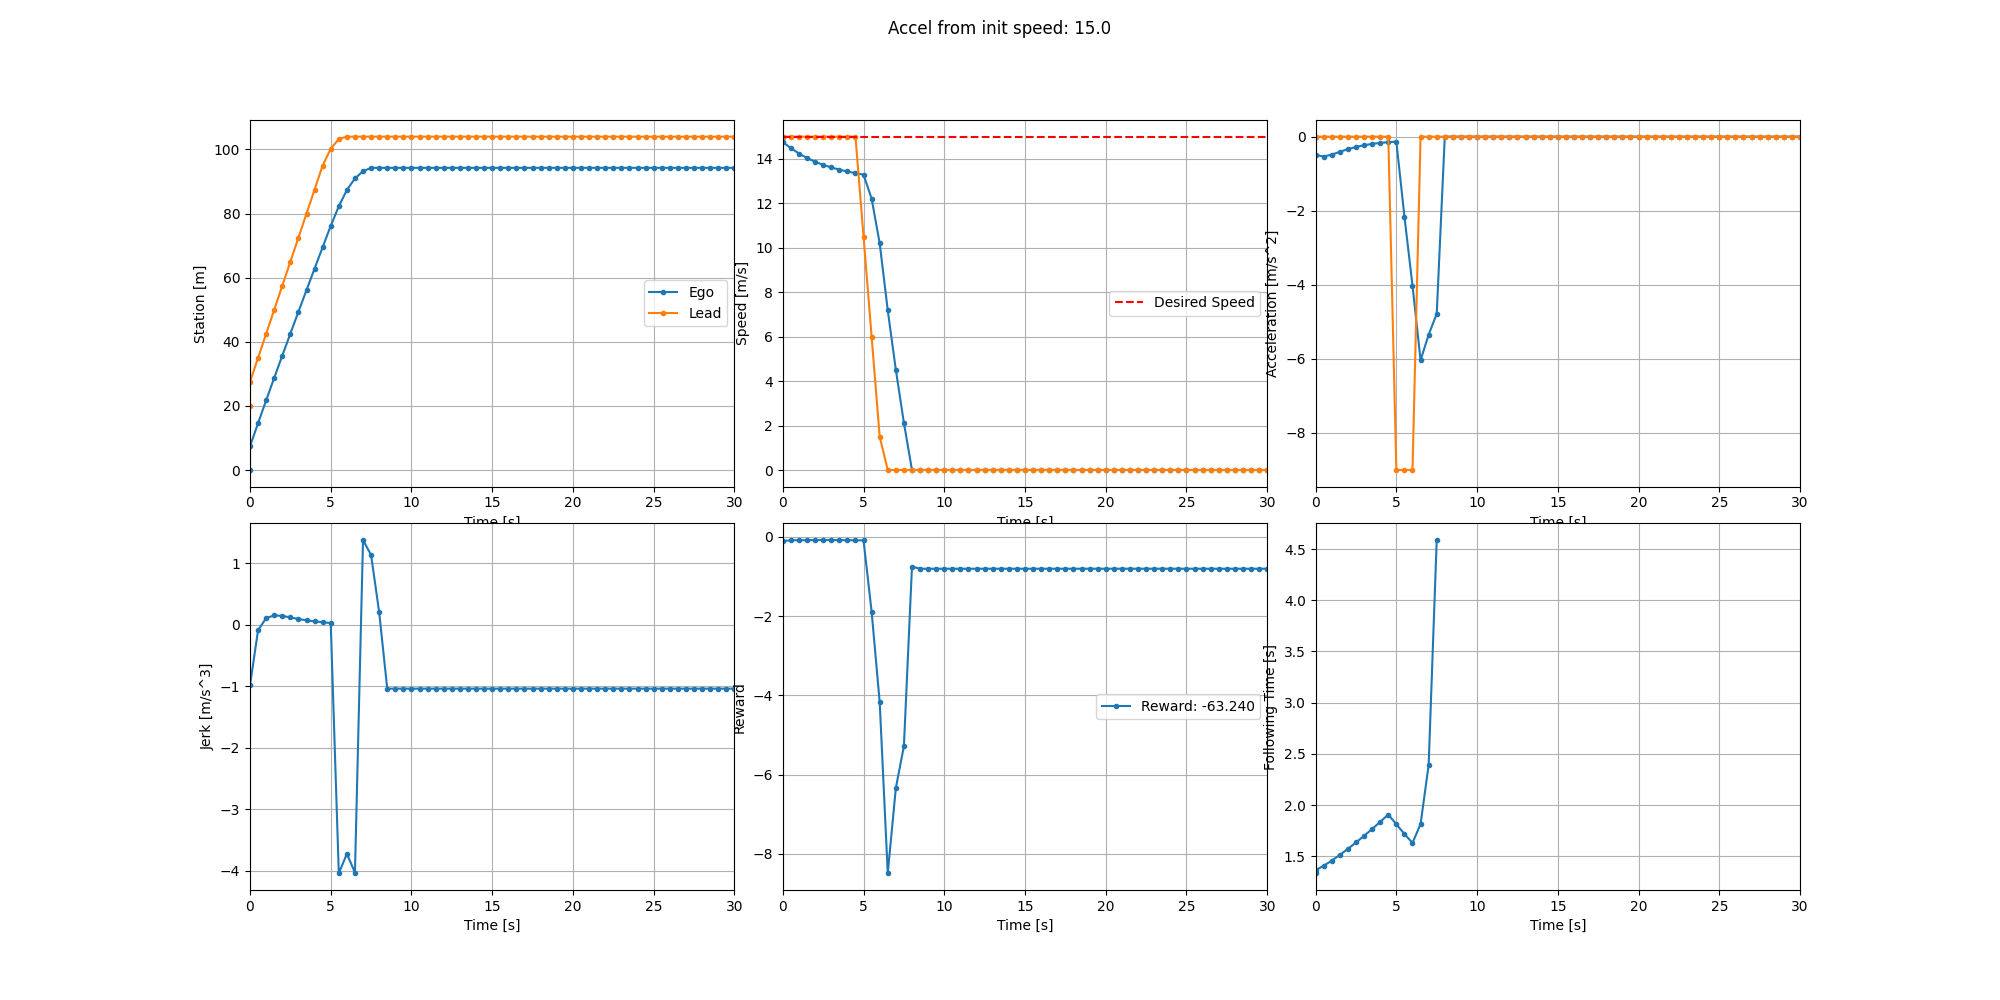 Accel from init speed: 15.0
Station [m]
100
80
60
40
20
0
Ego
Lead
0 5 10 15 20 25 30
Time [s]
Speed [m/s]
14
12
10
8
6
4
2
0
Desired Speed
0 5 10 15 20 25 30
Time [s]
Acceleration [m/s^2]
0
−2
−4
−6
−8
0 5 10 15 20 25 30
Time [s]
Jerk [m/s^3]
1
0
−1
−2
−3
−4
0 5 10 15 20 25 30
Time [s]
Reward
0
−2
−4
−6
−8
Reward: -63.240
0 5 10 15 20 25 30
Time [s]
Following Time [s]
4.5
4.0
3.5
3.0
2.5
2.0
1.5
0 5 10 15 20 25 30
Time [s]